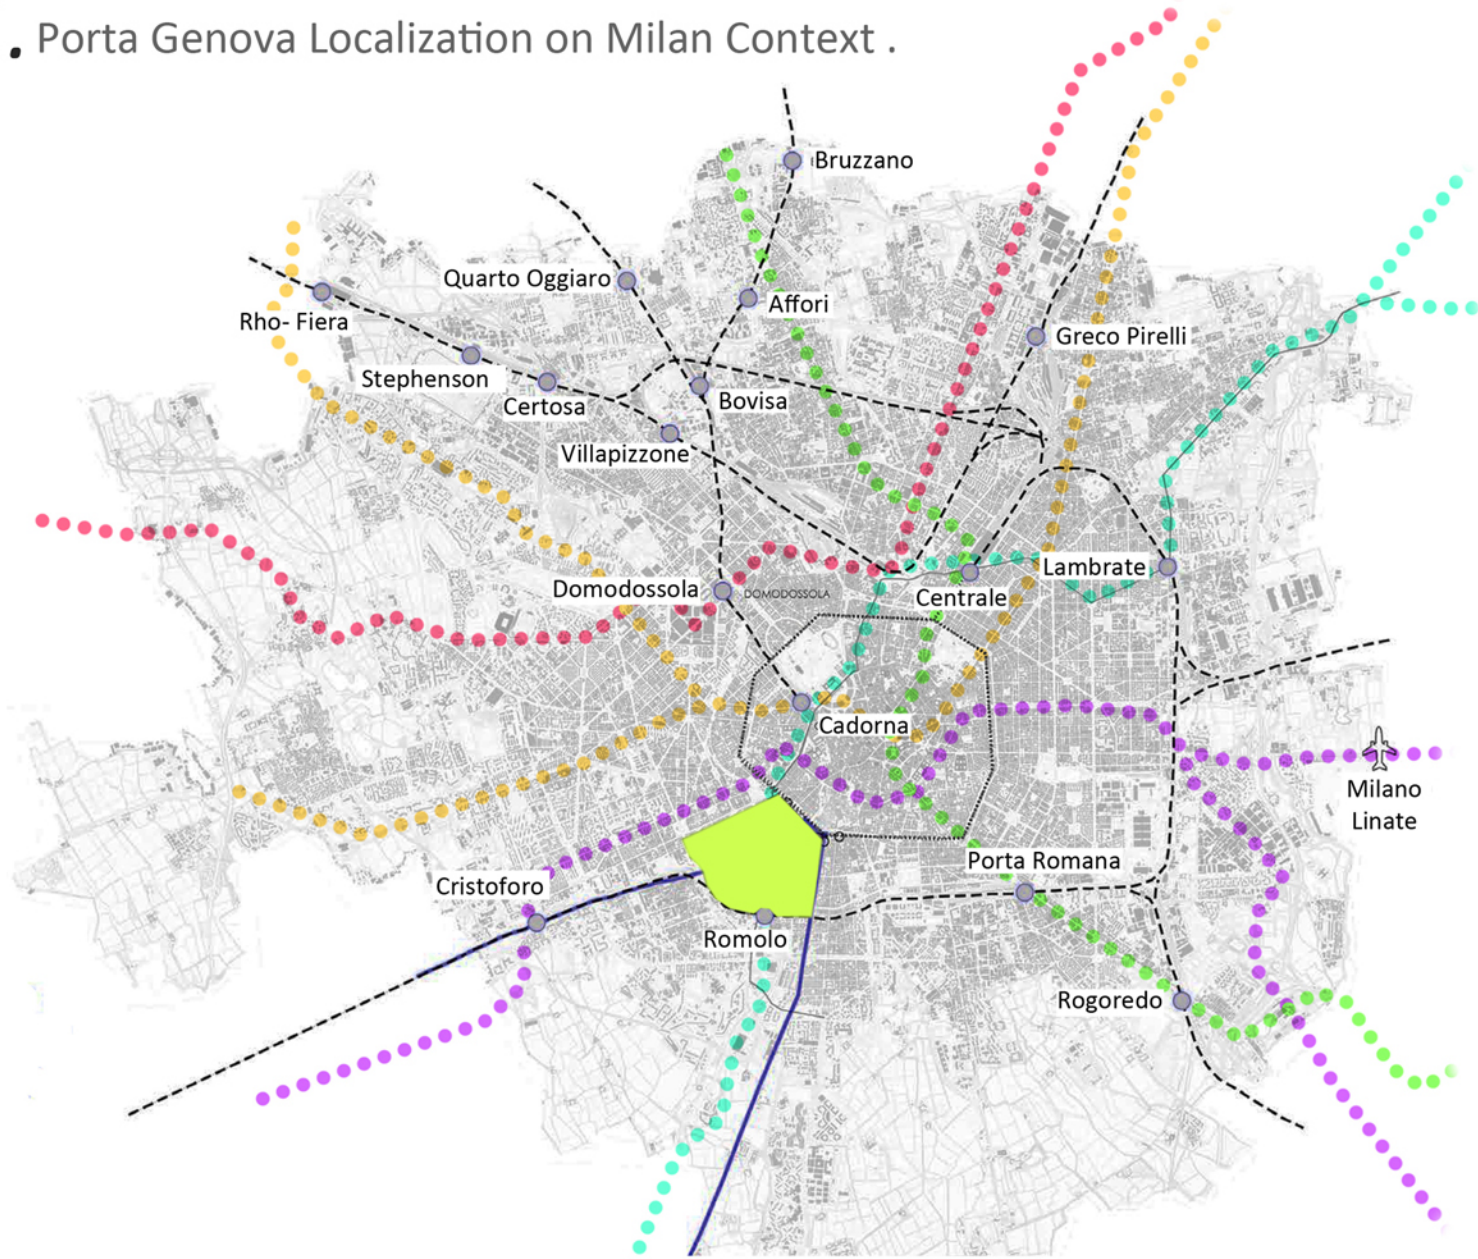 . Porta Genova Localization on Milan Context .
Bruzzano
Quarto Oggiaro
Affori
Rho- Fiera
Greco Pirelli
Stephenson
Certosa
Bovisa
Villapizzone
Lambrate
Domodossola
DOMODOSSOLA
Centrale
Cadorna
Milano
Linate
Porta Romana
Cristoforo
Romolo
Rogoredo